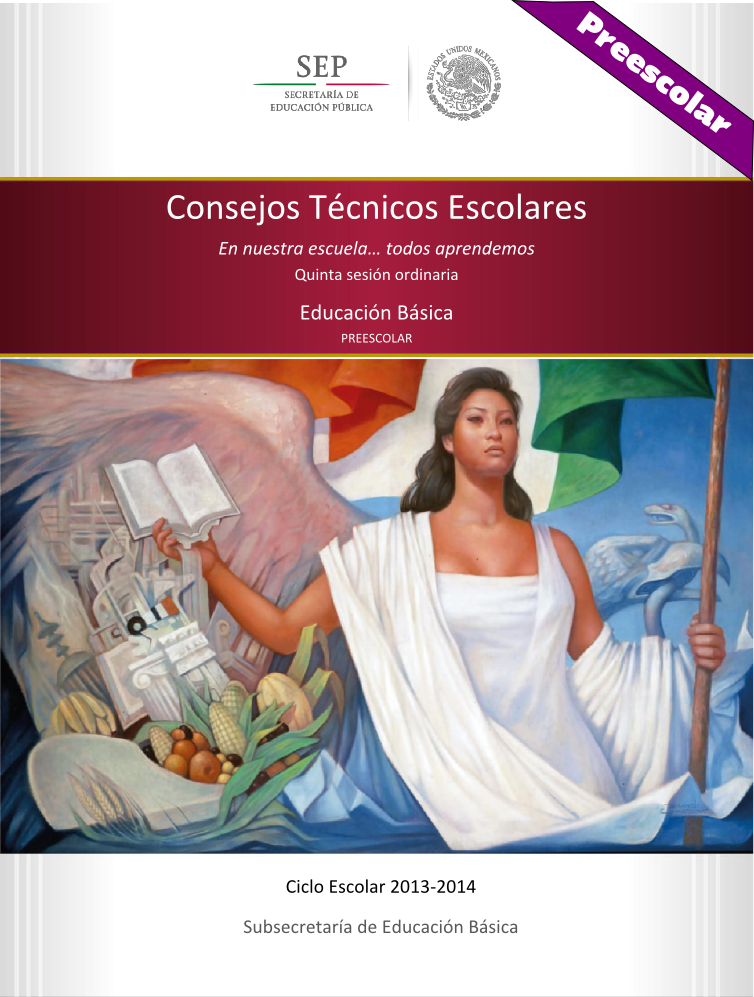 SEP
SECRETARÍA DE
EDUCACIÓN PÚBLICA
ESTADOS UNIDOS MEXICANOS
Preescolar
Consejos Técnicos Escolares
En nuestra escuela... todos aprendemos
Quinta sesión ordinaria
Educación Básica
PREESCOLAR
Ciclo Escolar 2013-2014
Subsecretaría de Educación Básica